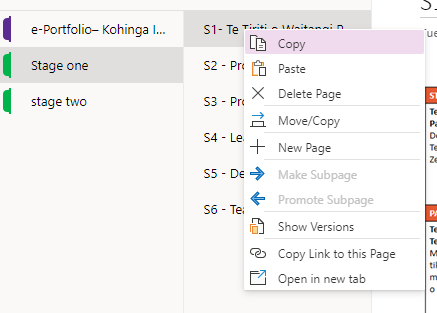 e-Portfolio– Kohinga I...
Stage one
stage two
S1- Te Tiriti o Waitangi P
S2 - Pro
S3 - Pro
S4 - Lea
S5 - De
S6 - Tea
Copy
Paste
Delete Page
Move/Copy
New Page
Make Subpage
Promote Subpage
Show Versions
Copy Link to this Page
Open in new tab